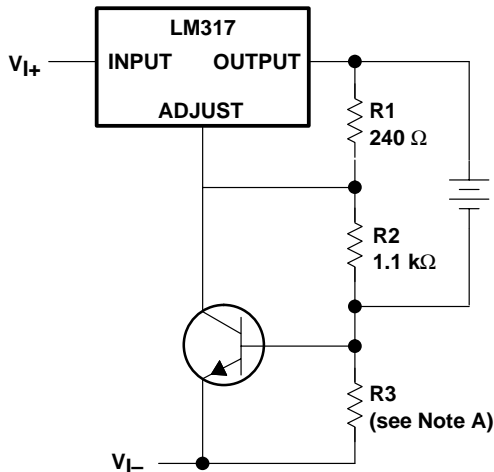 LM317
V_I+
INPUT OUTPUT
ADJUST
R1
240 Ω
R2
1.1 kΩ
R3
(see Note A)
V_I–